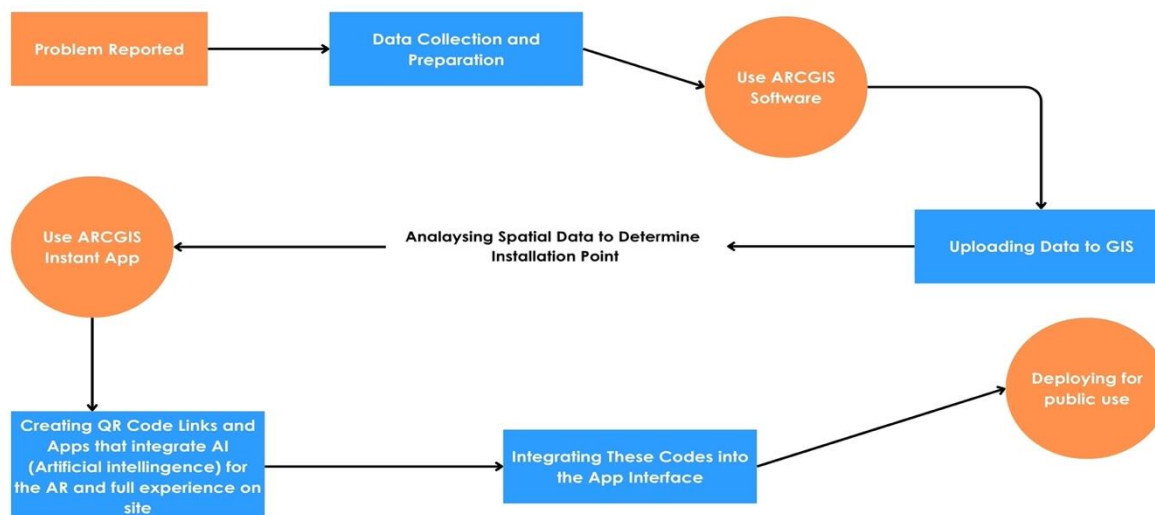 Problem Reported
Data Collection and
Preparation
Use ARCGIS
Software
Uploading Data to GIS
Analaysing Spatial Data to Determine
Installation Point
Use ARCGIS
Instant App
Creating QR Code Links and
Apps that integrate AI
(Artificial intellingence) for
the AR and full experience on
site
Integrating These Codes into
the App Interface
Deploying for
public use